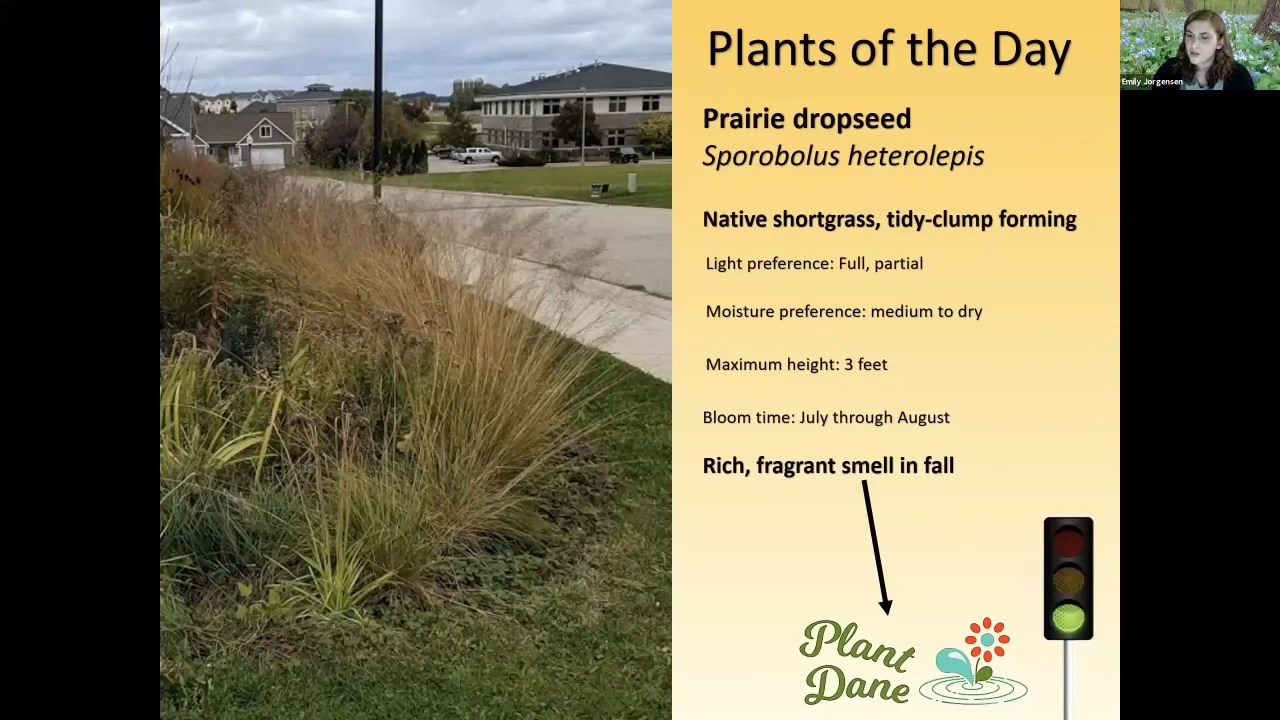 Plants of the Day
Emily Jorgensen
Prairie dropseed
Sporobolus heterolepis
Native shortgrass, tidy-clump forming
Light preference: Full, partial
Moisture preference: medium to dry
Maximum height: 3 feet
Bloom time: July through August
Rich, fragrant smell in fall
Plant
Dane